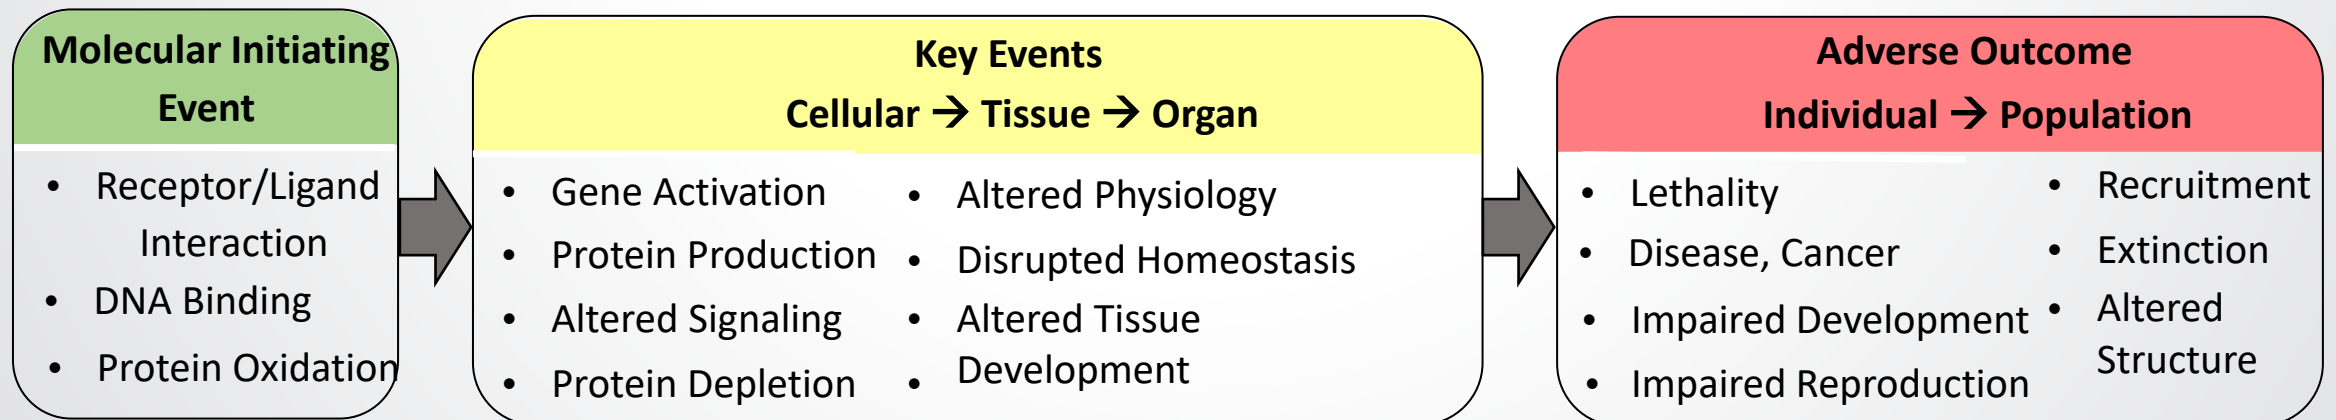 Molecular Initiating
Event
• Receptor/Ligand
Interaction
• DNA Binding
• Protein Oxidation
Key Events
Cellular → Tissue → Organ
• Gene Activation
• Protein Production
• Altered Signaling
• Protein Depletion
• Altered Physiology
• Disrupted Homeostasis
• Altered Tissue
Development
•
Adverse Outcome
Individual → Population
• Lethality
• Disease, Cancer
• Impaired Development
• Impaired Reproduction
• Recruitment
• Extinction
• Altered
Structure